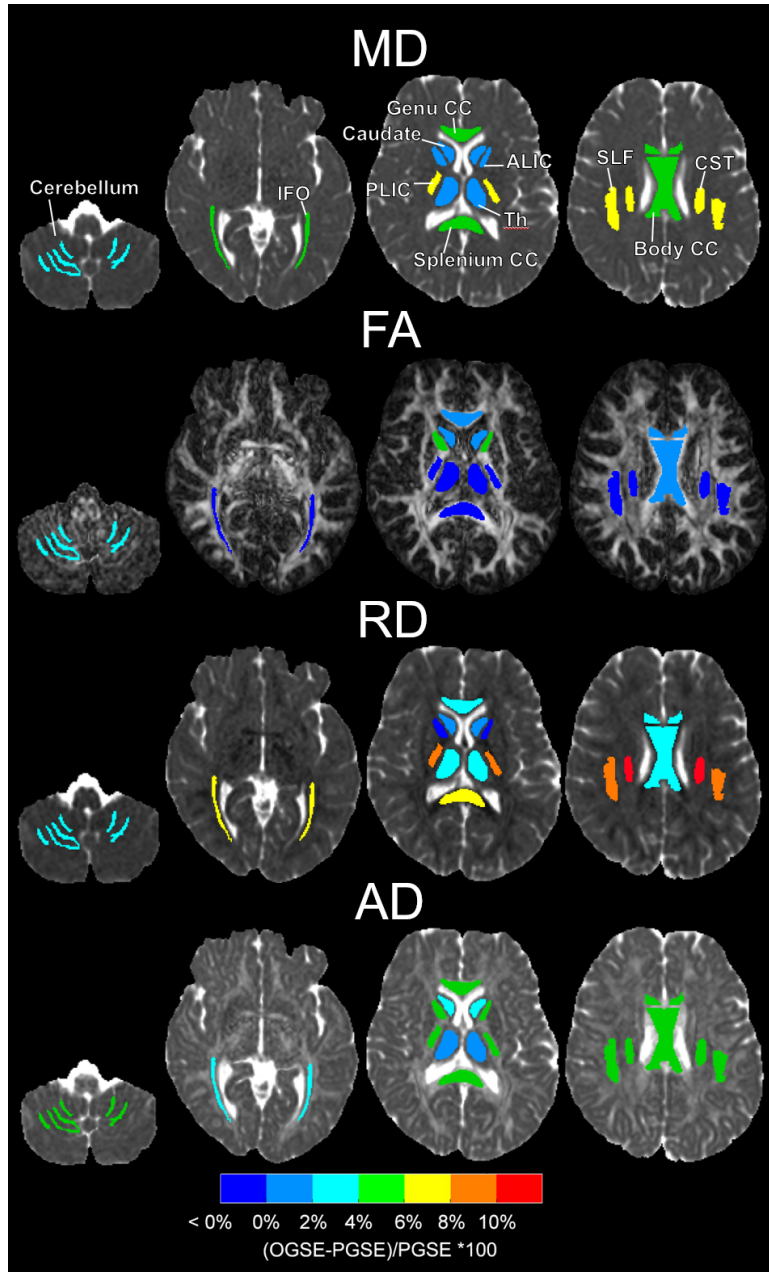 MD
Genu CC
Caudate
ALIC
SLF
CST
Cerebellum
IFO
PLIC
Th
Splenium CC
Body CC
FA
RD
AD
< 0% 0% 2% 4% 6% 8% 10%
(OGSE-PGSE)/PGSE *100